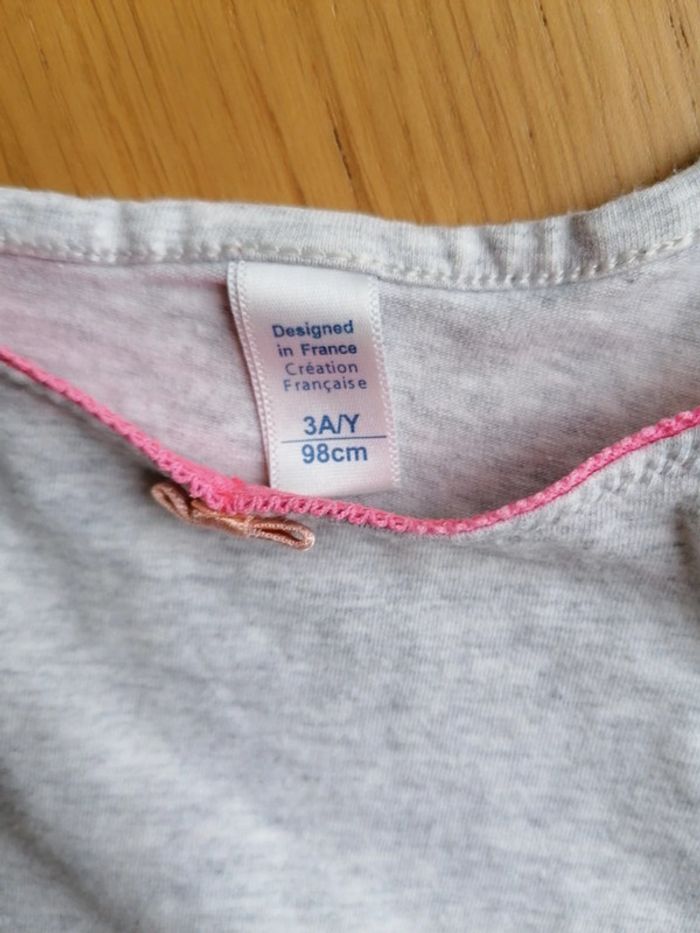 Designed
in France
Création
Française
3A/Y
98cm